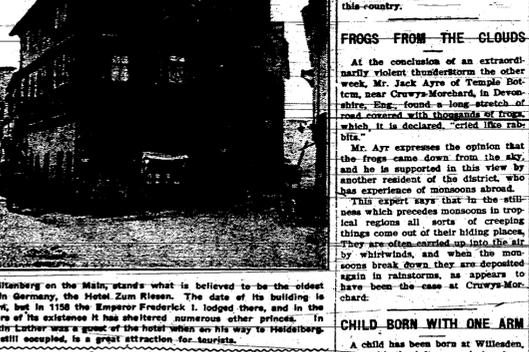 this country.
FROGS FROM THE CLOUDS
At the conclusion of an extraordi-
narily violent thunderstorm the other
week, Mr. Jack Ayre of Temple Bot-
tom, near Cruwys-Morchard, in Devon-
shire, Eng., found a long stretch of
road covered with thousands of frogs,
which, it is declared, "cried like rab-
bits."
Mr. Ayr expresses the opinion that
the frogs came down from the sky,
and he is supported in this view by
another resident of the district, who
has experience of monsoons abroad.
This expert says that in the still-
ness which precedes monsoons in trop-
ical regions all sorts of creeping
things come out of their hiding places,
They are often carried up into the air
by whirlwinds, and when the mon-
soons break down they are deposited
again in rainstorms, as appears to
have been the case at Cruwys-Mor-
chard.
CHILD BORN WITH ONE ARM
A child has been born at Willesden,
iltenberg on the Main, stands what is believed to be the oldest
in Germany, the Hotel Zum Riesen. The date of its building is
but in 1158 the Emperor Frederick I. lodged there, and in the
re of its existence it has sheltered numerous other princes. In
tin Luther was a guest of the hotel when on his way to Heidelberg.
still occupied, is a great attraction for tourists.